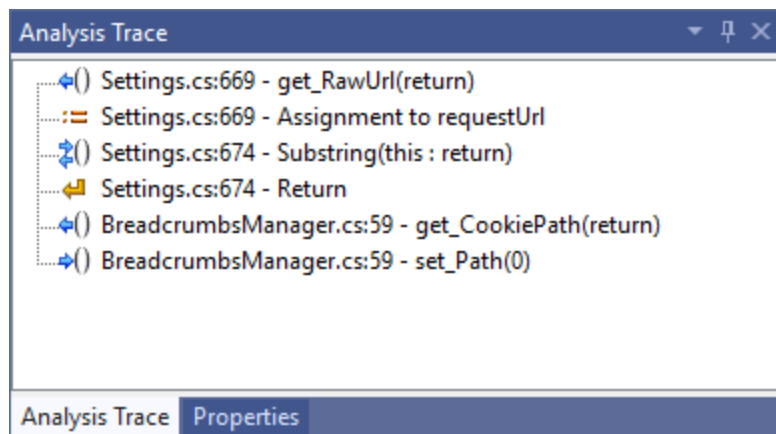 Analysis Trace
() Settings.cs:669 - get_RawUrl(return)
:= Settings.cs:669 - Assignment to requestUrl
() Settings.cs:674 - Substring(this : return)
Settings.cs:674 - Return
() BreadcrumbsManager.cs:59 - get_CookiePath(return)
() BreadcrumbsManager.cs:59 - set_Path(0)
Analysis Trace Properties